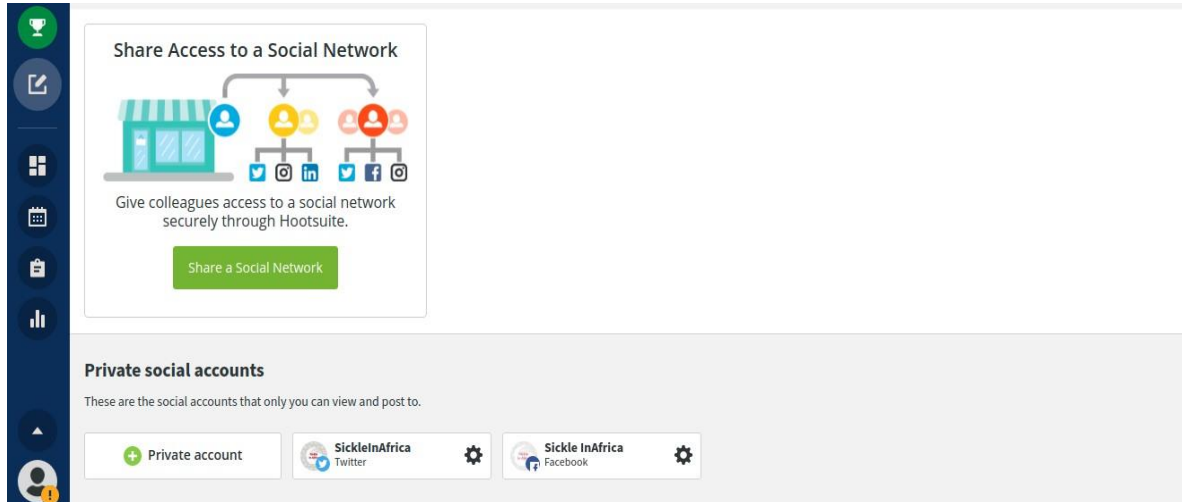 Share Access to a Social Network
Give colleagues access to a social network
securely through Hootsuite.
Share a Social Network
Private social accounts
These are the social accounts that only you can view and post to.
Private account
SickleInAfrica
Twitter
Sickle InAfrica
Facebook